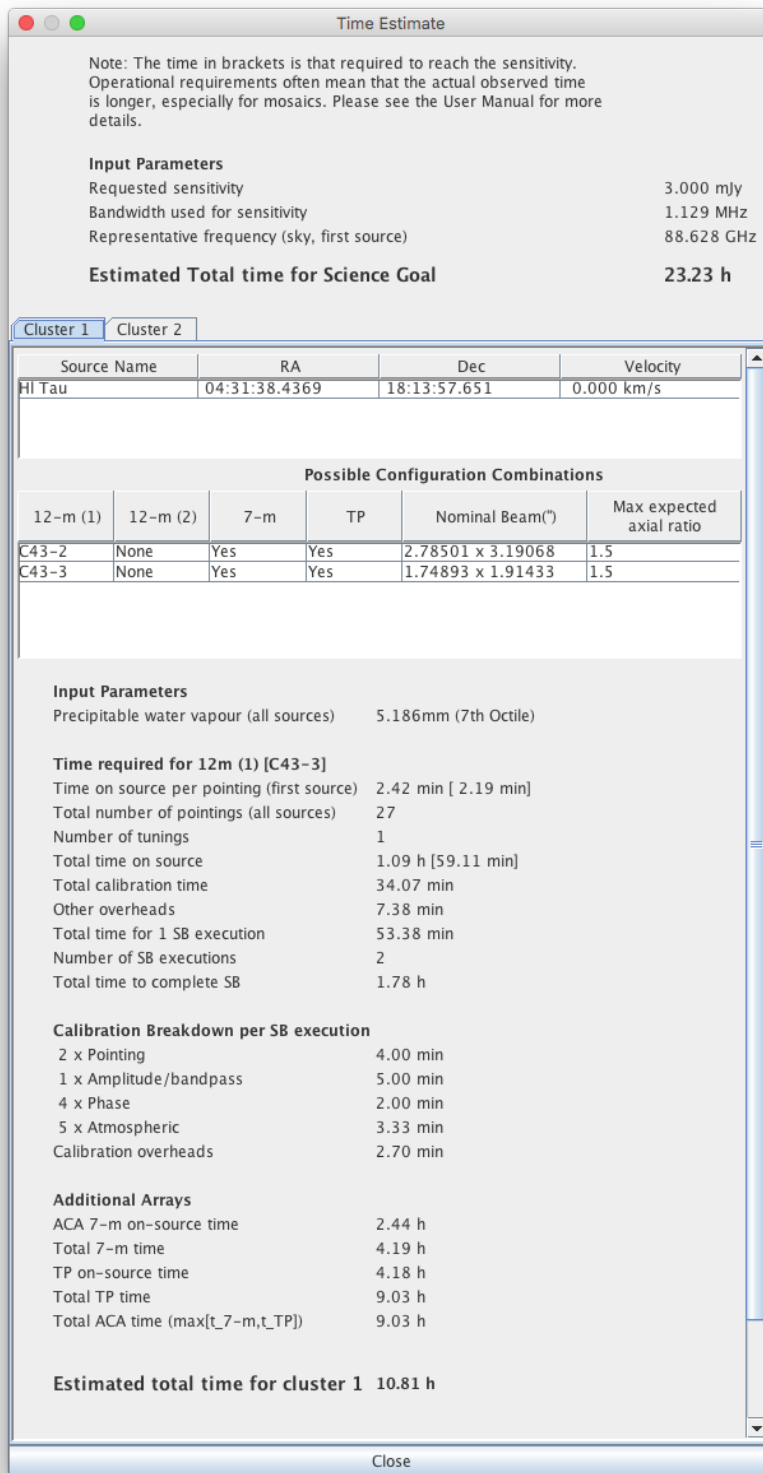 Time Estimate
Note: The time in brackets is that required to reach the sensitivity.
Operational requirements often mean that the actual observed time
is longer, especially for mosaics. Please see the User Manual for more
details.
Input Parameters
Requested sensitivity 3.000 mJy
Bandwidth used for sensitivity 1.129 MHz
Representative frequency (sky, first source) 88.628 GHz
Estimated Total time for Science Goal 23.23 h
Cluster 1 Cluster 2
Source Name RA Dec Velocity
HI Tau 04:31:38.4369 18:13:57.651 0.000 km/s
Possible Configuration Combinations
12-m (1) 12-m (2) 7-m TP Nominal Beam(") Max expected
axial ratio
C43-2 None Yes Yes 2.78501 x 3.19068 1.5
C43-3 None Yes Yes 1.74893 x 1.91433 1.5
Input Parameters
Precipitable water vapour (all sources) 5.186mm (7th Octile)
Time required for 12m (1) [C43-3]
Time on source per pointing (first source) 2.42 min [ 2.19 min]
Total number of pointings (all sources) 27
Number of tunings 1
Total time on source 1.09 h [59.11 min]
Total calibration time 34.07 min
Other overheads 7.38 min
Total time for 1 SB execution 53.38 min
Number of SB executions 2
Total time to complete SB 1.78 h
Calibration Breakdown per SB execution
2 x Pointing 4.00 min
1 x Amplitude/bandpass 5.00 min
4 x Phase 2.00 min
5 x Atmospheric 3.33 min
Calibration overheads 2.70 min
Additional Arrays
ACA 7-m on-source time 2.44 h
Total 7-m time 4.19 h
TP on-source time 4.18 h
Total TP time 9.03 h
Total ACA time (max[t_7-m,t_TP]) 9.03 h
Estimated total time for cluster 1 10.81 h
Close